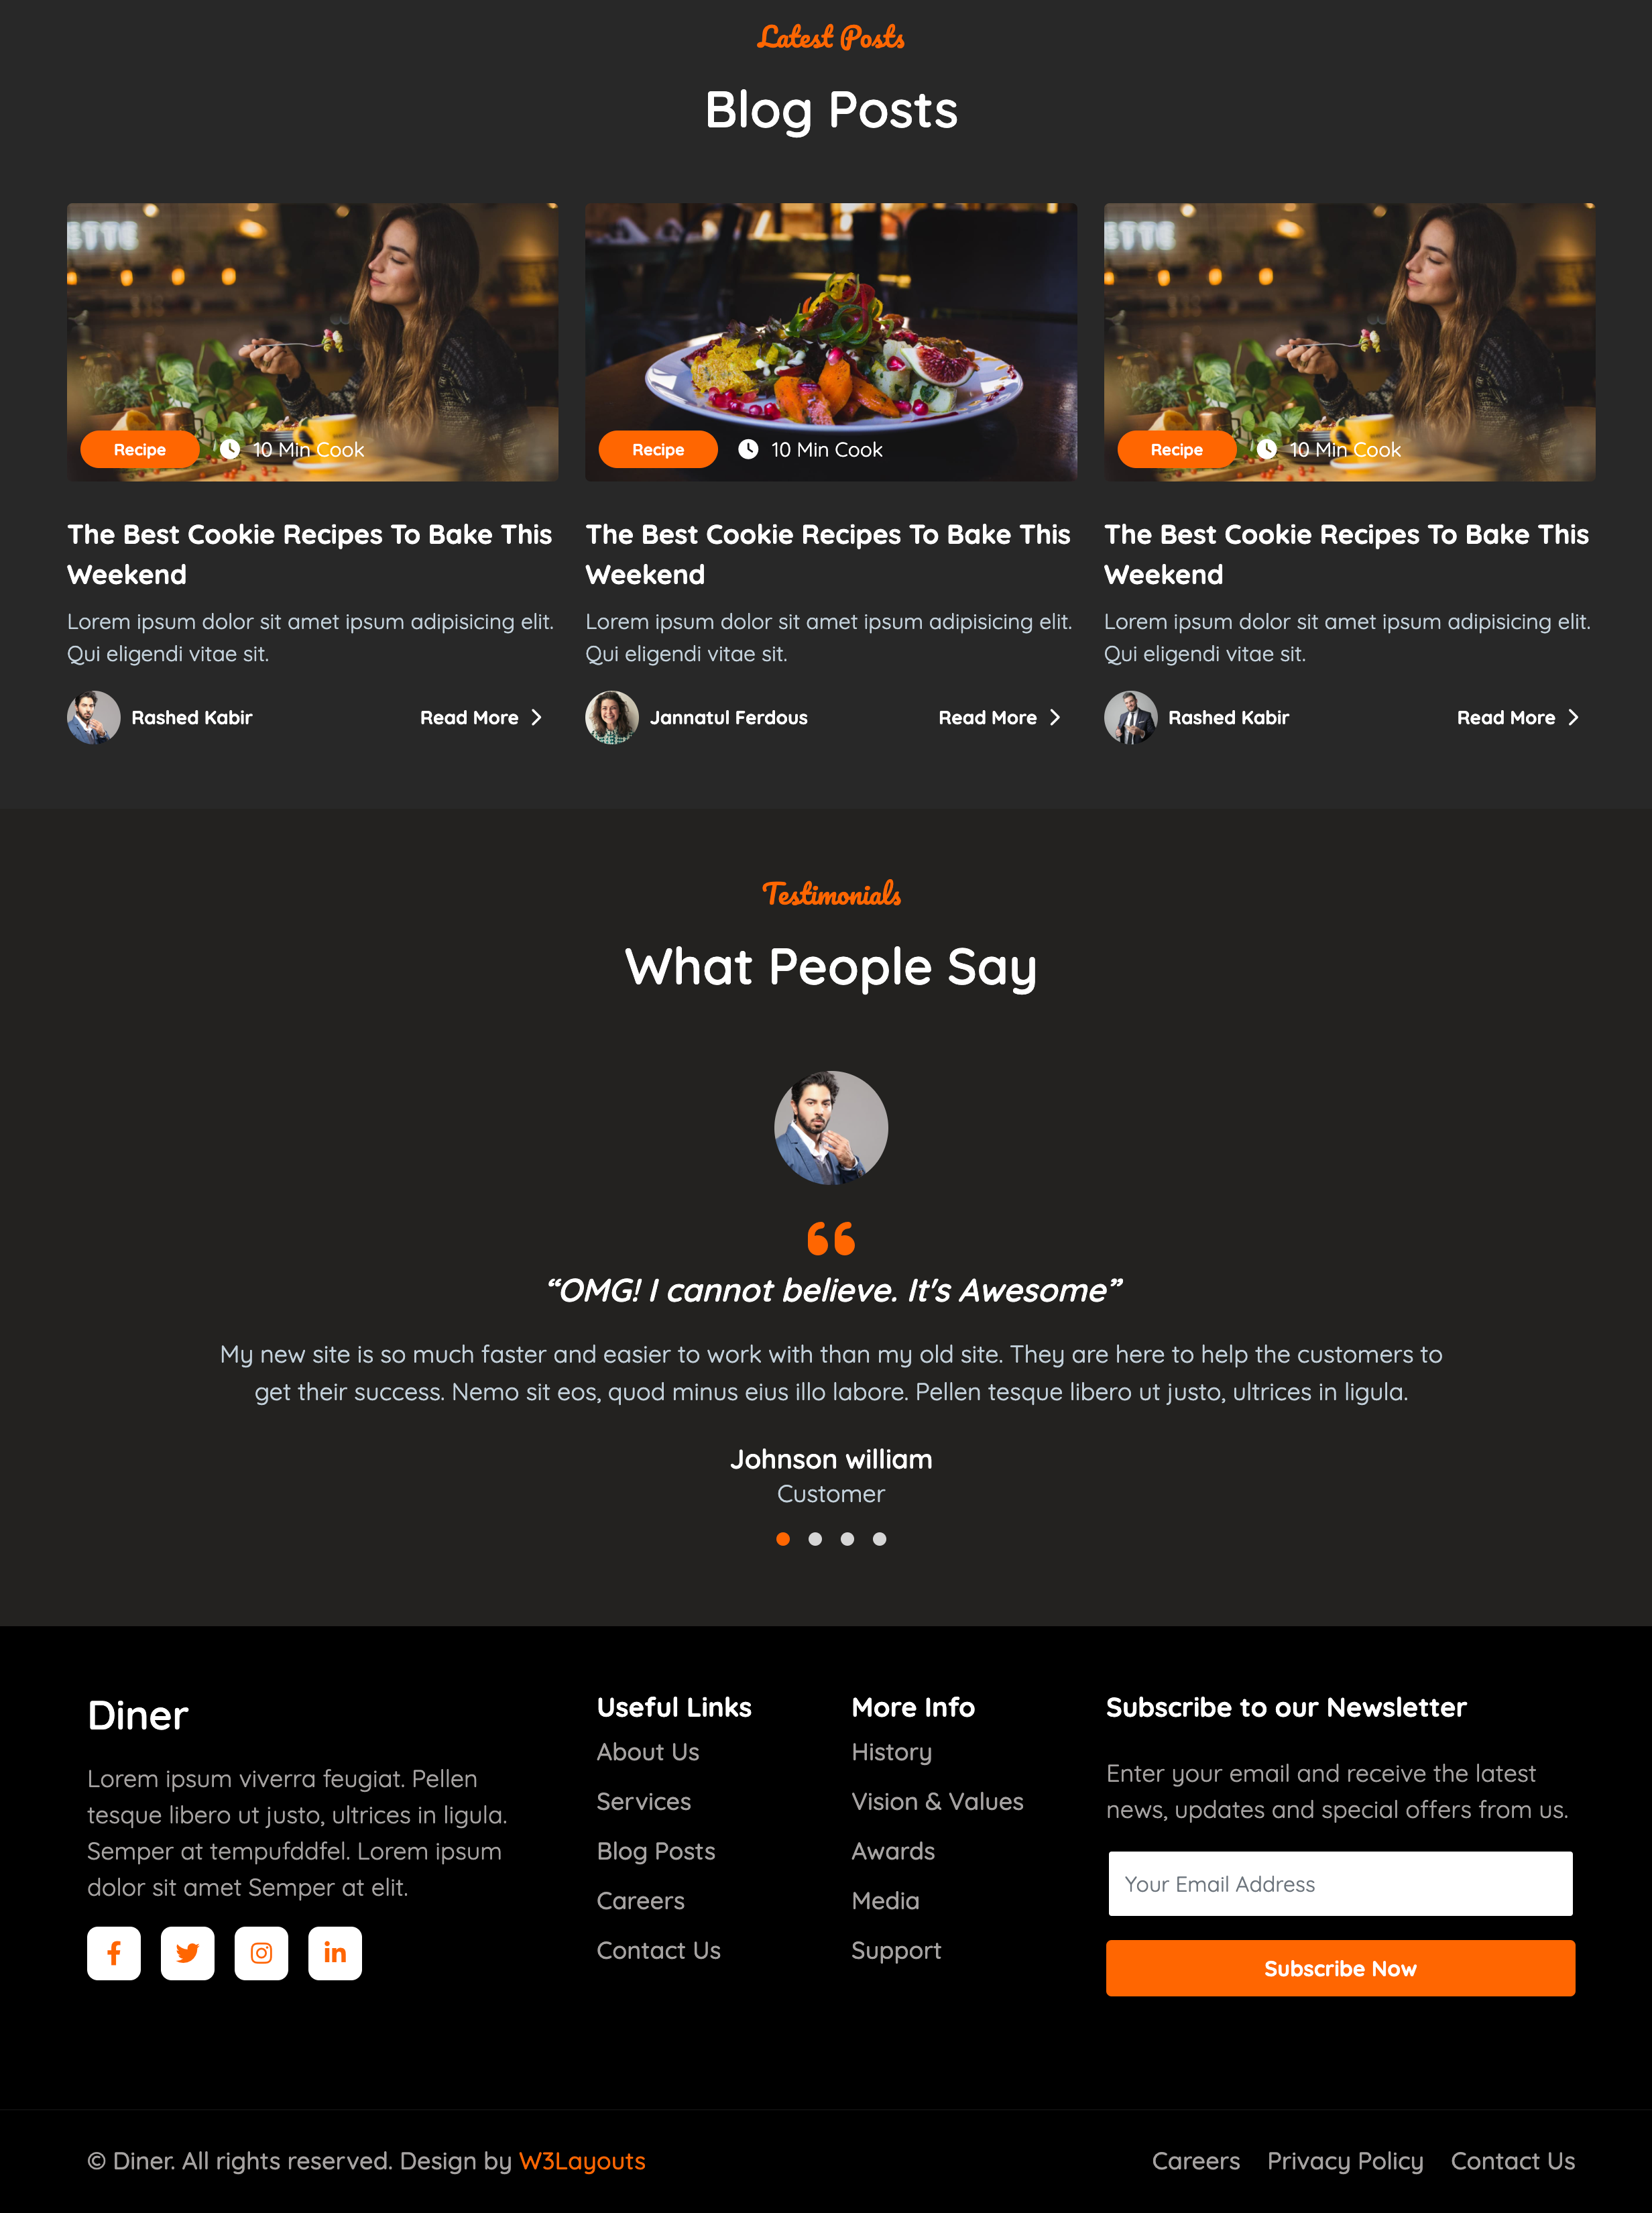 Latest Posts
Blog Posts
ETTE
Recipe
10 Min Cook
The Best Cookie Recipes To Bake This
Weekend
Lorem ipsum dolor sit amet ipsum adipisicing elit.
Qui eligendi vitae sit.
Rashed Kabir
Read More
Recipe
10 Min Cook
The Best Cookie Recipes To Bake This
Weekend
Lorem ipsum dolor sit amet ipsum adipisicing elit.
Qui eligendi vitae sit.
Jannatul Ferdous
Read More
ETTE
Recipe
10 Min Cook
The Best Cookie Recipes To Bake This
Weekend
Lorem ipsum dolor sit amet ipsum adipisicing elit.
Qui eligendi vitae sit.
Rashed Kabir
Read More
Testimonials
What People Say
“OMG! I cannot believe. It's Awesome”
My new site is so much faster and easier to work with than my old site. They are here to help the customers to
get their success. Nemo sit eos, quod minus eius illo labore. Pellen tesque libero ut justo, ultrices in ligula.
Johnson william
Customer
Diner
Lorem ipsum viverra feugiat. Pellen
tesque libero ut justo, ultrices in ligula.
Semper at tempufddfel. Lorem ipsum
dolor sit amet Semper at elit.
Useful Links
About Us
Services
Blog Posts
Careers
Contact Us
More Info
History
Vision & Values
Awards
Media
Support
Subscribe to our Newsletter
Enter your email and receive the latest
news, updates and special offers from us.
Your Email Address
Subscribe Now
© Diner. All rights reserved. Design by W3Layouts
Careers Privacy Policy Contact Us